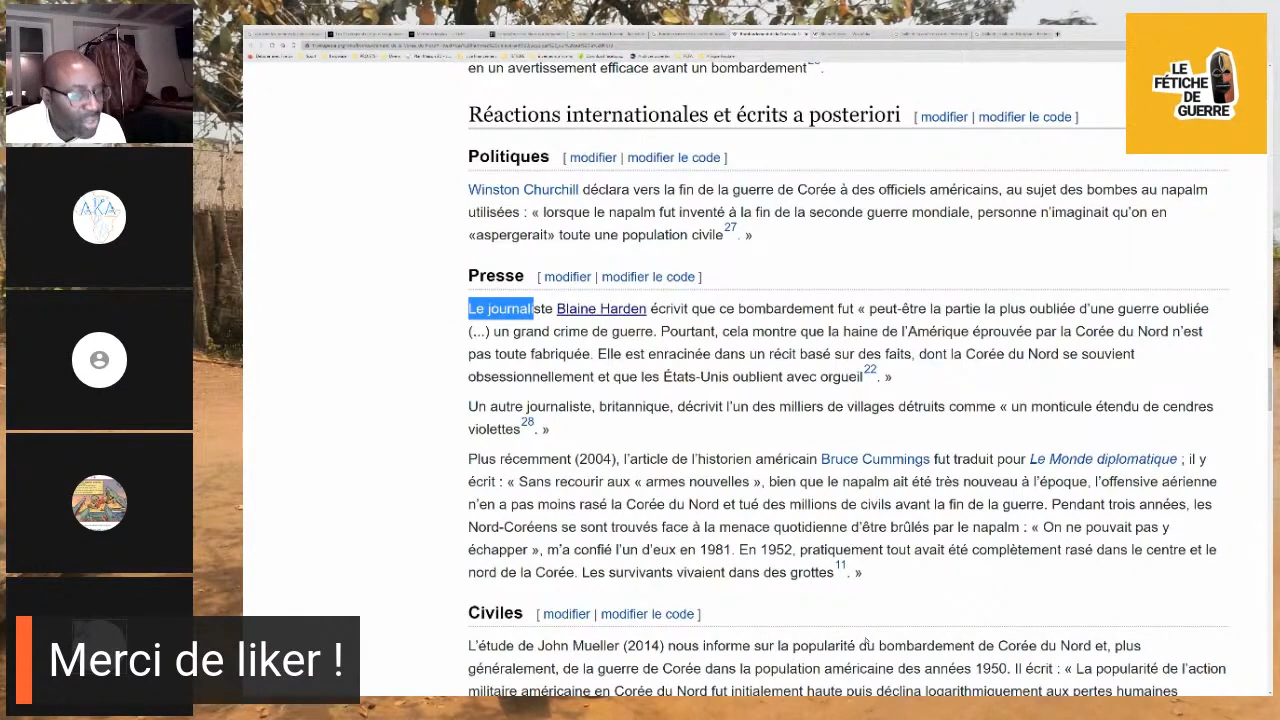 LE
FÉTICHE
DE
GUERRE
en un avertissement efficace avant un bombardement
Réactions internationales et écrits a posteriori [ modifier | modifier le code ]
Politiques [ modifier | modifier le code ]
Winston Churchill déclara vers la fin de la guerre de Corée à des officiels américains, au sujet des bombes au napalm
utilisées : « lorsque le napalm fut inventé à la fin de la seconde guerre mondiale, personne n'imaginait qu'on en
«aspergerait» toute une population civile27. »
Presse [ modifier | modifier le code ]
Le journaliste Blaine Harden écrivit que ce bombardement fut « peut-être la partie la plus oubliée d'une guerre oubliée
(...) un grand crime de guerre. Pourtant, cela montre que la haine de l'Amérique éprouvée par la Corée du Nord n'est
pas toute fabriquée. Elle est enracinée dans un récit basé sur des faits, dont la Corée du Nord se souvient
obsessionnellement et que les États-Unis oublient avec orgueil22. »
Un autre journaliste, britannique, décrivit l'un des milliers de villages détruits comme « un monticule étendu de cendres
violettes28. »
Plus récemment (2004), l'article de l'historien américain Bruce Cummings fut traduit pour Le Monde diplomatique ; il y
écrit : « Sans recourir aux « armes nouvelles », bien que le napalm ait été très nouveau à l'époque, l'offensive aérienne
n'en a pas moins rasé la Corée du Nord et tué des millions de civils avant la fin de la guerre. Pendant trois années, les
Nord-Coréens se sont trouvés face à la menace quotidienne d'être brûlés par le napalm : « On ne pouvait pas y
échapper », m'a confié l'un d'eux en 1981. En 1952, pratiquement tout avait été complètement rasé dans le centre et le
nord de la Corée. Les survivants vivaient dans des grottes11. »
Civiles [ modifier | modifier le code ]
L'étude de John Mueller (2014) nous informe sur la popularité du bombardement de Corée du Nord et, plus
généralement, de la guerre de Corée dans la population américaine des années 1950. Il écrit : « La popularité de l'action
militaire américaine en Corée du Nord fut initialement haute puis déclina logarithmiquement aux pertes humaines
AKA
Merci de liker !